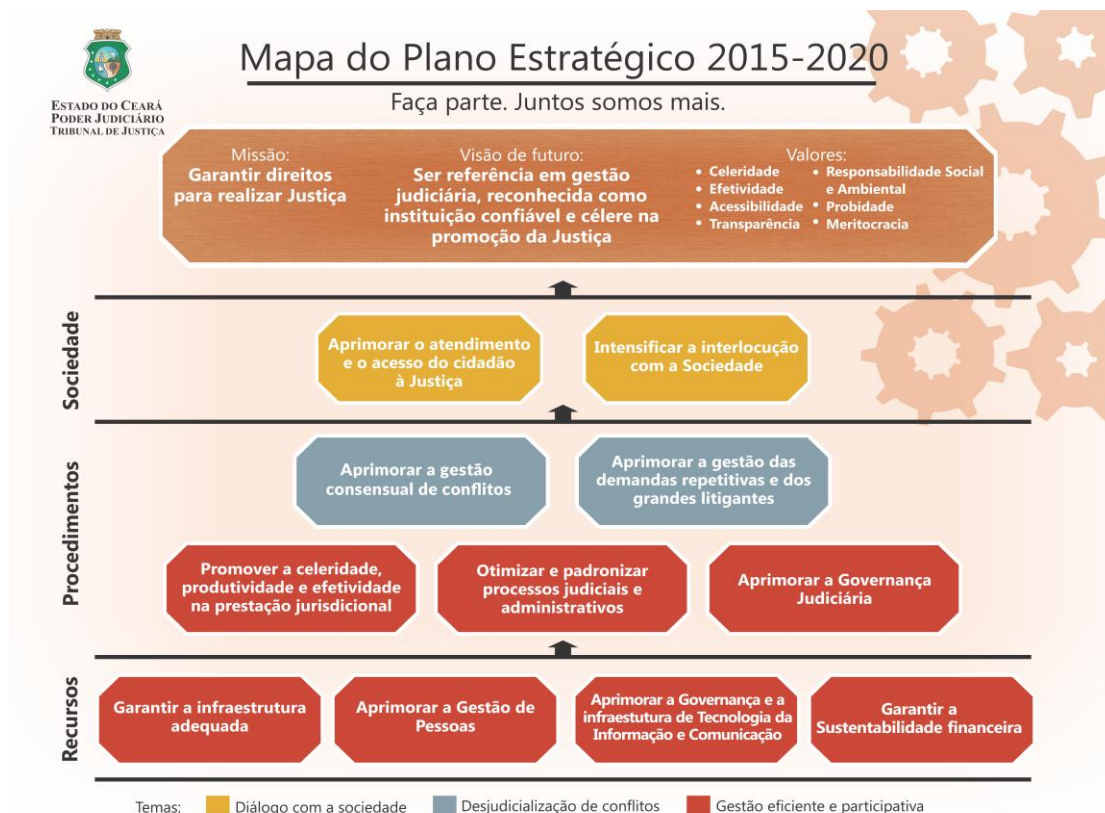 Mapa do Plano Estratégico 2015-2020
ESTADO DO CEARÁ
PODER JUDICIÁRIO
TRIBUNAL DE JUSTIÇA
Faça parte. Juntos somos mais.
Missão:
Garantir direitos
para realizar Justiça
Visão de futuro:
Ser referência em gestão
judiciária, reconhecida como
instituição confiável e célere na
promoção da Justiça
Valores:
• Celeridade
• Efetividade
• Acessibilidade
• Transparência
• Responsabilidade Social
e Ambiental
• Probidade
• Meritocracia
Sociedade
Aprimorar o atendimento
e o acesso do cidadão
à Justiça
Intensificar a interlocução
com a Sociedade
Procedimentos
Aprimorar a gestão
consensual de conflitos
Aprimorar a gestão das
demandas repetitivas e dos
grandes litigantes
Promover a celeridade,
produtividade e efetividade
na prestação jurisdicional
Otimizar e padronizar
processos judiciais e
administrativos
Aprimorar a Governança
Judiciária
Recursos
Garantir a infraestrutura
adequada
Aprimorar a Gestão de
Pessoas
Aprimorar a Governança e a
infraestutura de Tecnologia da
Informação e Comunicação
Garantir a
Sustentabilidade financeira
Temas: Diálogo com a sociedade Desjudicialização de conflitos Gestão eficiente e participativa